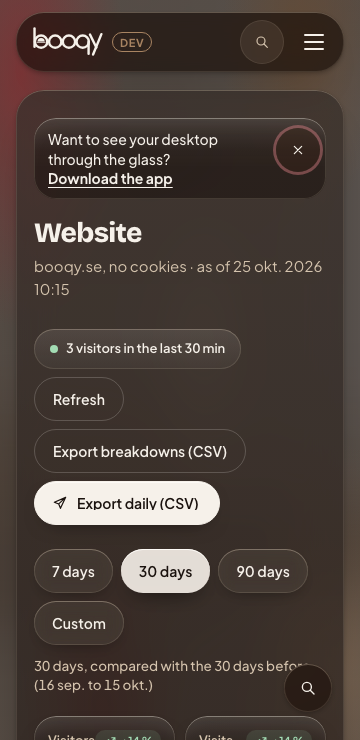 booqy DEV
Want to see your desktop
through the glass?
Download the app
Website
booqy.se, no cookies · as of 25 okt. 2026
10:15
3 visitors in the last 30 min
Refresh
Export breakdowns (CSV)
Export daily (CSV)
7 days 30 days 90 days
Custom
30 days, compared with the 30 days before
(16 sep. to 15 okt.)
Visitors Visits